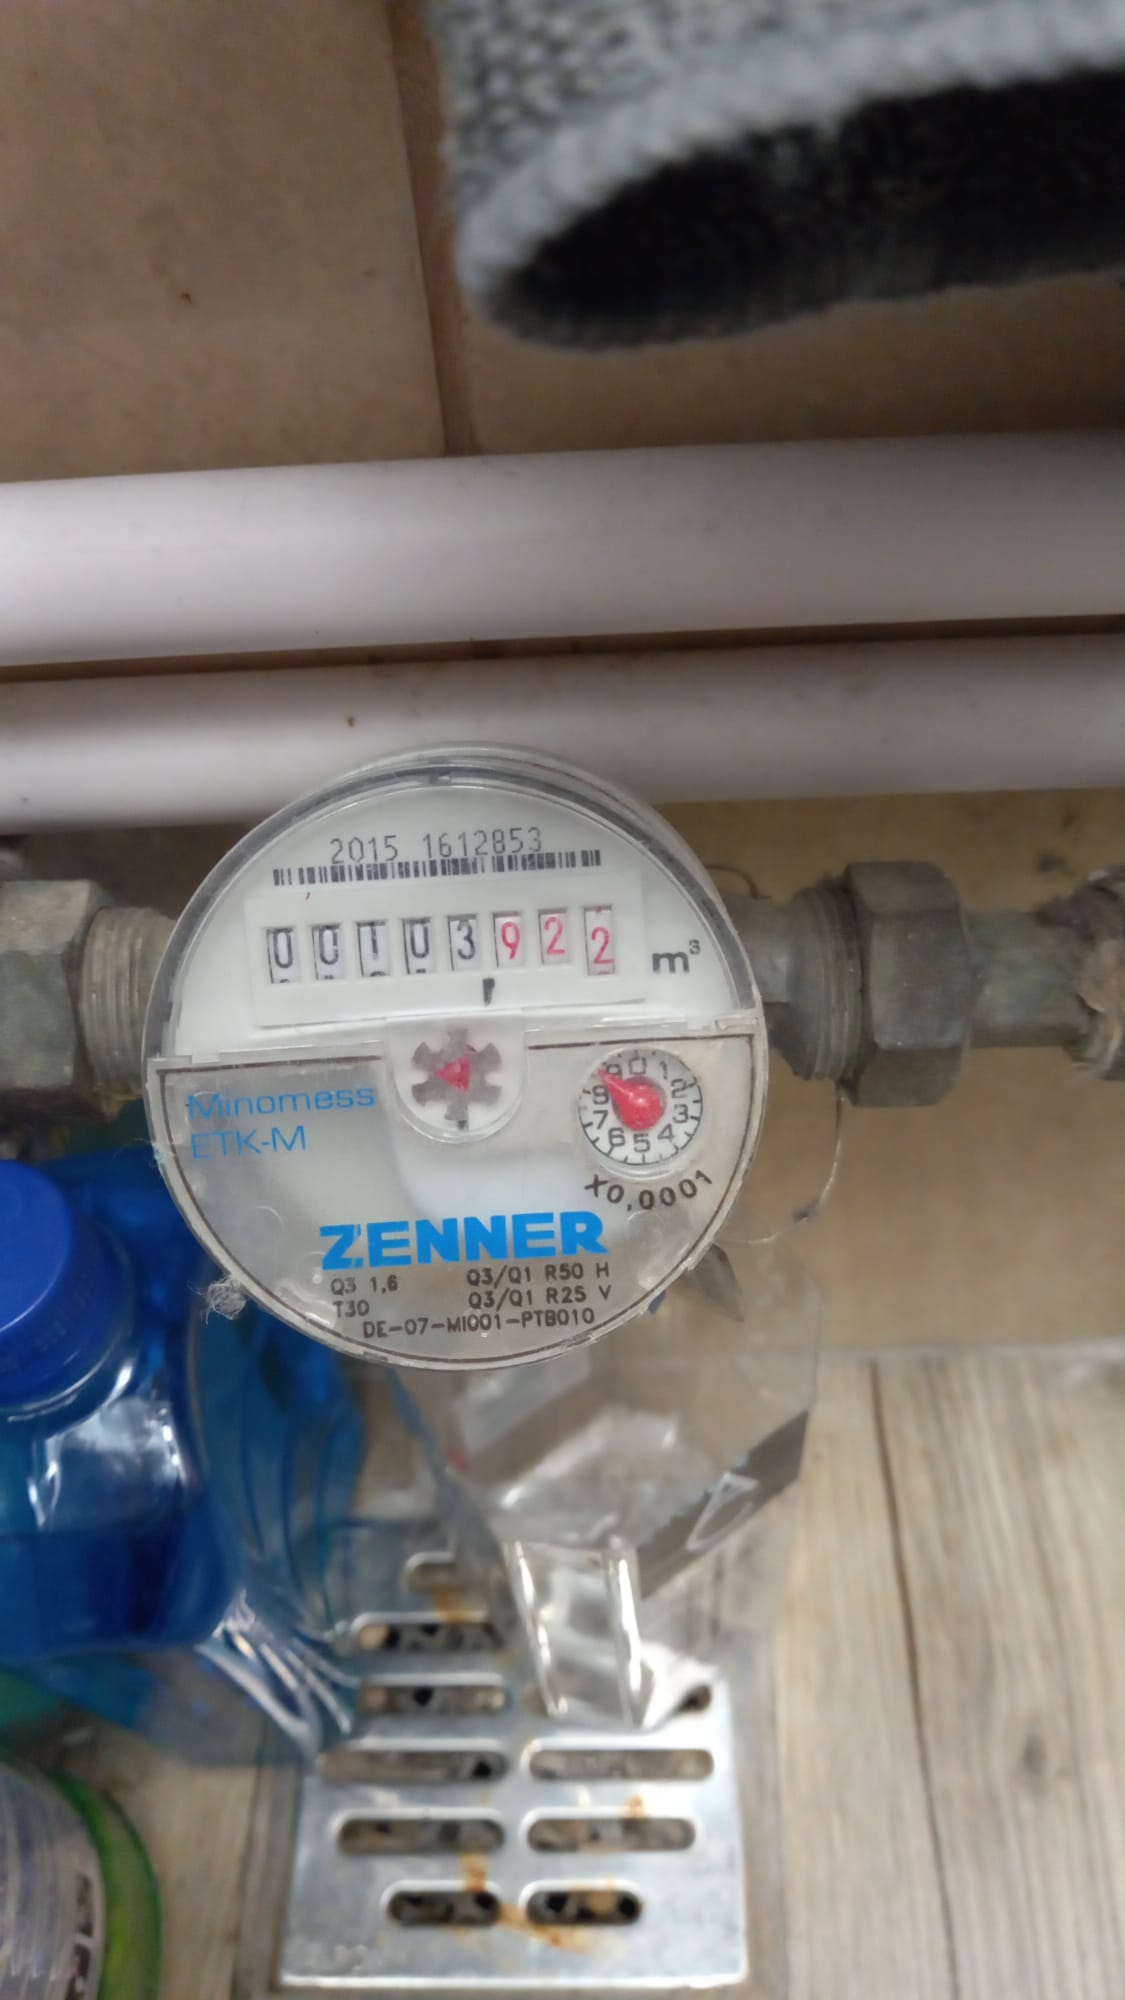 2015 1612853
00103922 m³
Minomess
ETK-M
9 0 1 2 3 4 5 6 7 8
X0,0001
ZENNER
Q3 1,6 Q3/Q1 R50 H
T30 Q3/Q1 R25 V
DE-07-MI001-PTB010